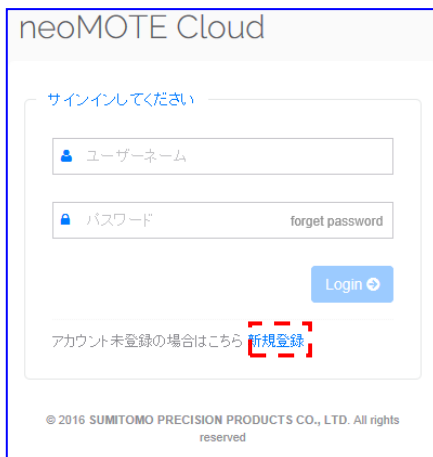 neoMOTE Cloud
サインインしてください
ユーザーネーム
パスワード forget password
Login
アカウント未登録の場合はこちら 新規登録
© 2016 SUMITOMO PRECISION PRODUCTS CO., LTD. All rights
reserved